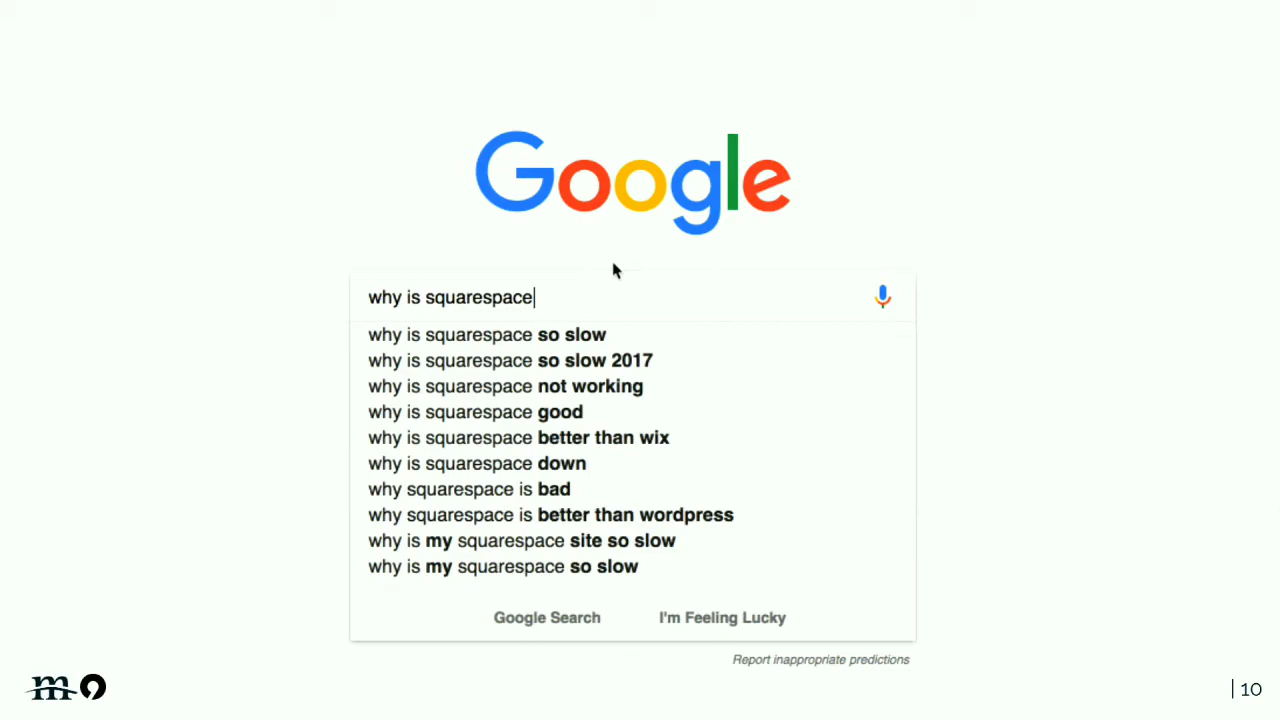 Google
why is squarespace
why is squarespace so slow
why is squarespace so slow 2017
why is squarespace not working
why is squarespace good
why is squarespace better than wix
why is squarespace down
why squarespace is bad
why squarespace is better than wordpress
why is my squarespace site so slow
why is my squarespace so slow
Google Search I'm Feeling Lucky
Report inappropriate predictions
m
| 10